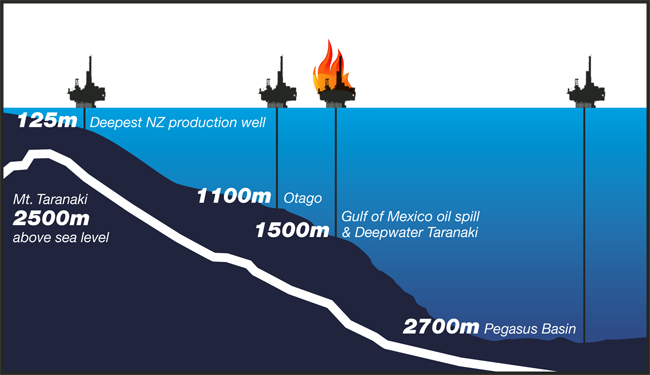 125m Deepest NZ production well
1100m Otago
Mt. Taranaki
2500m
above sea level
1500m Gulf of Mexico oil spill
& Deepwater Taranaki
2700m Pegasus Basin